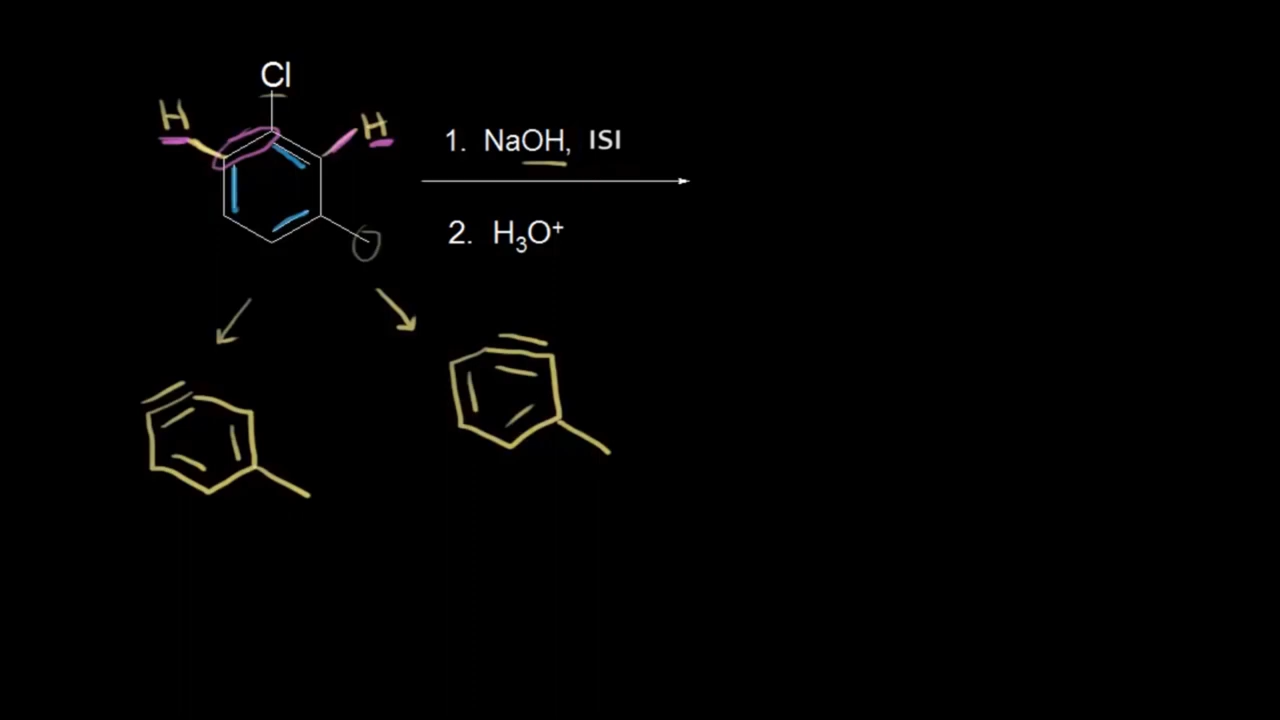 Cl
H
H
1. NaOH, ISI
2. H₃O⁺